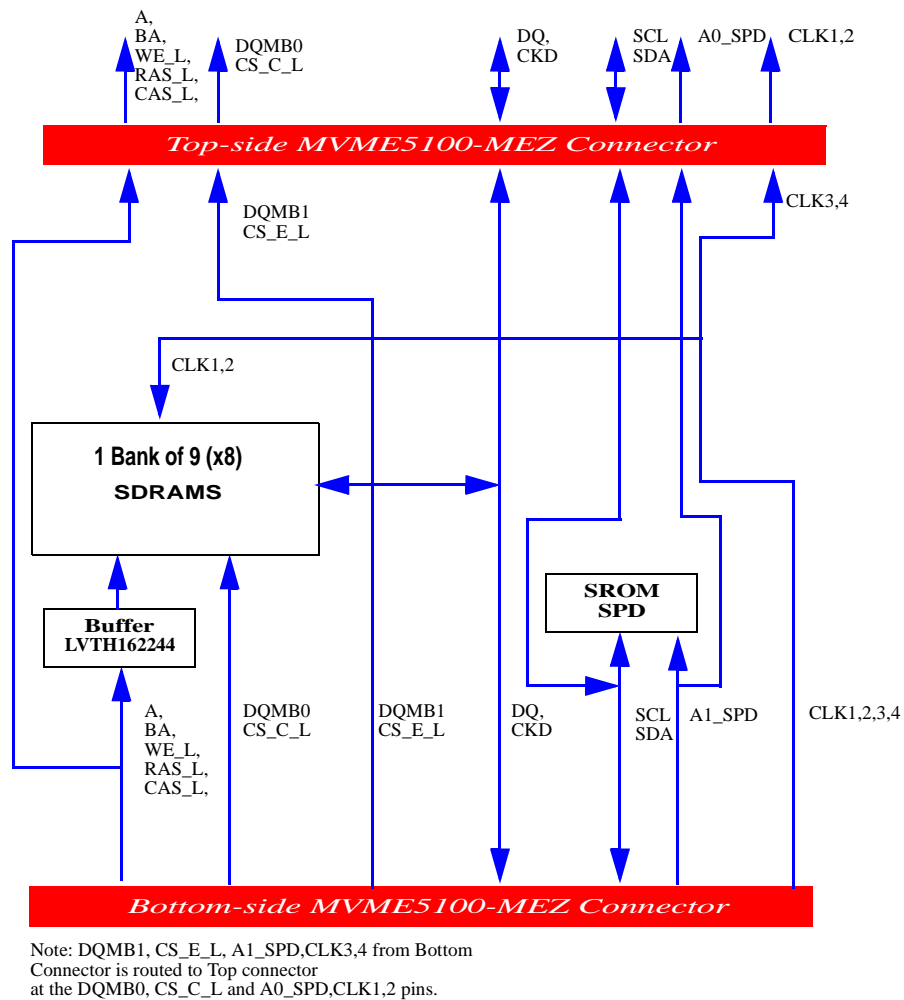 A,
BA,
WE_L,
RAS_L,
CAS_L,
DQMB0
CS_C_L
DQ,
CKD
SCL
SDA
A0_SPD
CLK1,2
Top-side MVME5100-MEZ Connector
DQMB1
CS_E_L
CLK3,4
CLK1,2
1 Bank of 9 (x8)
SDRAMS
SROM
SPD
Buffer
LVTH162244
A,
BA,
WE_L,
RAS_L,
CAS_L,
DQMB0
CS_C_L
DQMB1
CS_E_L
DQ,
CKD
SCL
SDA
A1_SPD
CLK1,2,3,4
Bottom-side MVME5100-MEZ Connector
Note: DQMB1, CS_E_L, A1_SPD,CLK3,4 from Bottom
Connector is routed to Top connector
at the DQMB0, CS_C_L and A0_SPD,CLK1,2 pins.